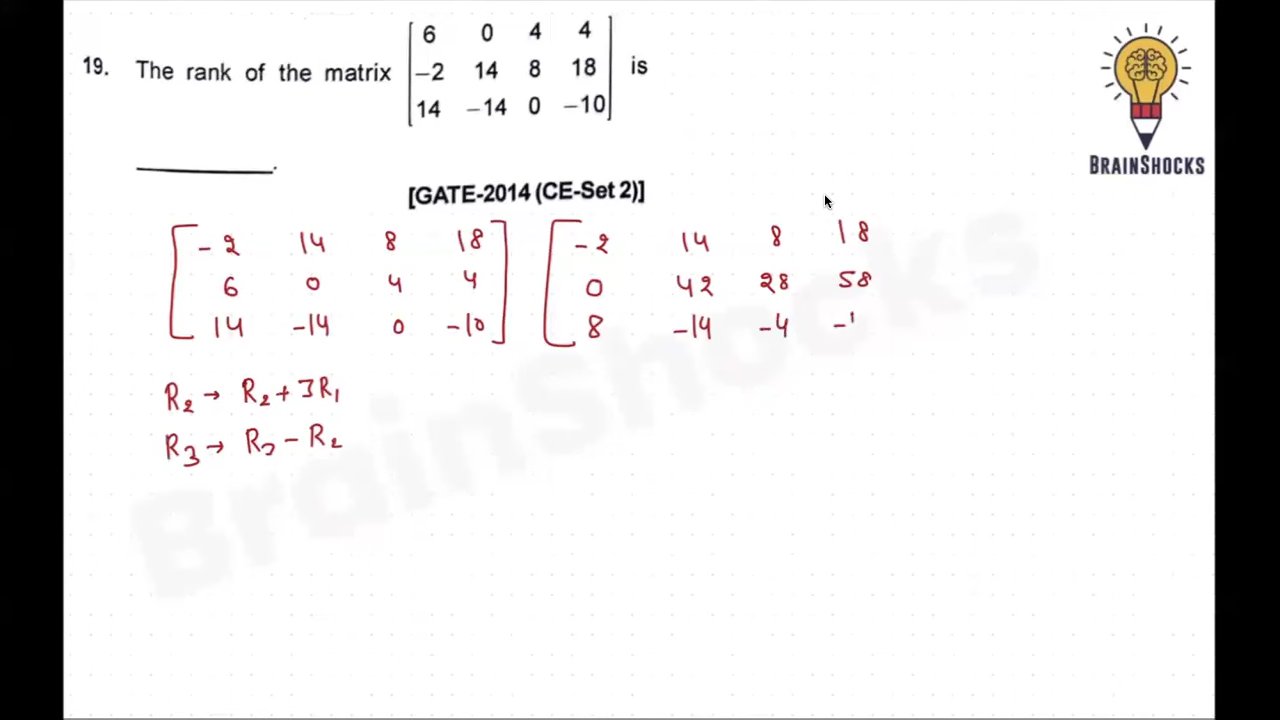 6 0 4 4
19. The rank of the matrix -2 14 8 18 is
14 -14 0 -10
BRAINSHOCKS
[GATE-2014 (CE-Set 2)]
-2 14 8 18
6 0 4 4
14 -14 0 -10
-2 14 8 18
0 42 28 58
8 -14 -4 -1
R2 → R2 + 3R1
R3 → R3 - R2
BrainShocks